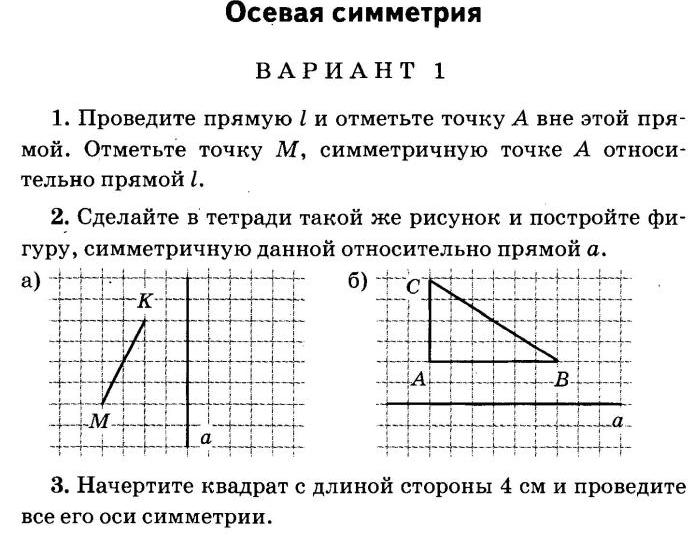 Осевая симметрия
ВАРИАНТ 1
1. Проведите прямую l и отметьте точку A вне этой пря-
мой. Отметьте точку M, симметричную точке A относи-
тельно прямой l.
2. Сделайте в тетради такой же рисунок и постройте фи-
гуру, симметричную данной относительно прямой a.
а)
K
M
a
б)
C
A
B
a
3. Начертите квадрат с длиной стороны 4 см и проведите
все его оси симметрии.